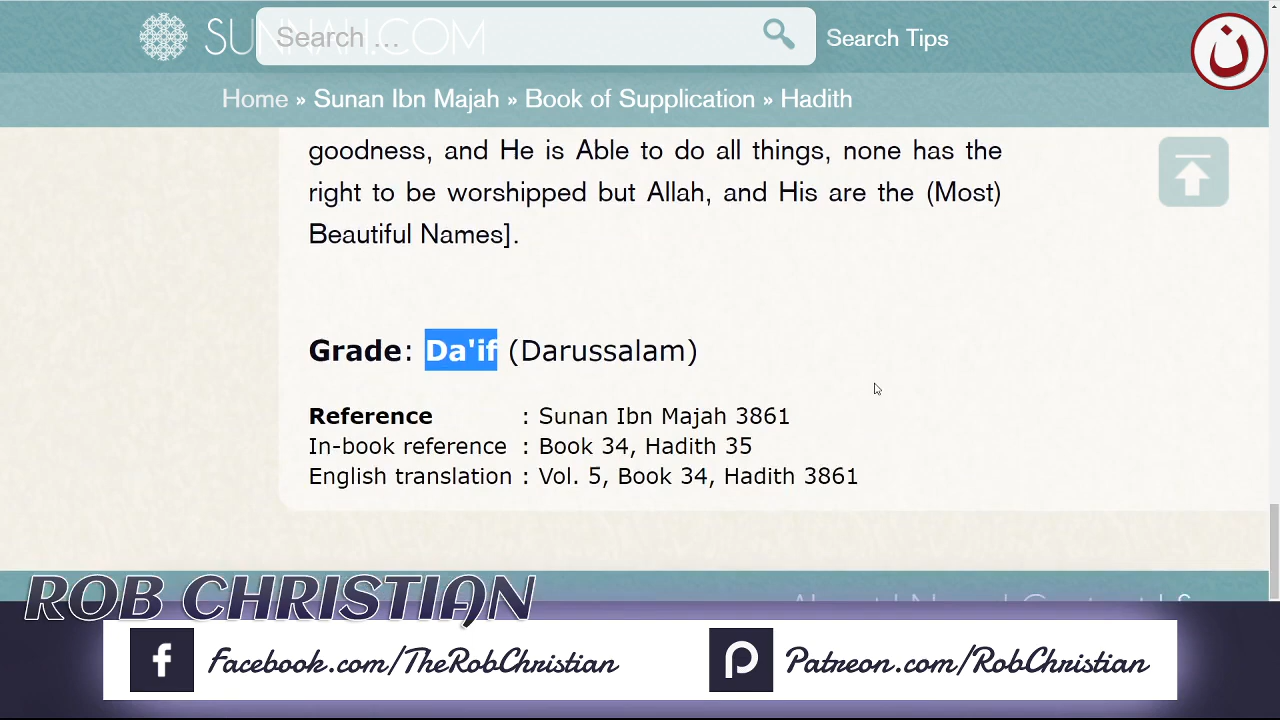 SUNNAH.COM
Search ...
Search Tips
ن
Home » Sunan Ibn Majah » Book of Supplication » Hadith
goodness, and He is Able to do all things, none has the
right to be worshipped but Allah, and His are the (Most)
Beautiful Names].
Grade: Da'if (Darussalam)
Reference : Sunan Ibn Majah 3861
In-book reference : Book 34, Hadith 35
English translation : Vol. 5, Book 34, Hadith 3861
ROB CHRISTIAN
f Facebook.com/TheRobChristian
Patreon.com/RobChristian